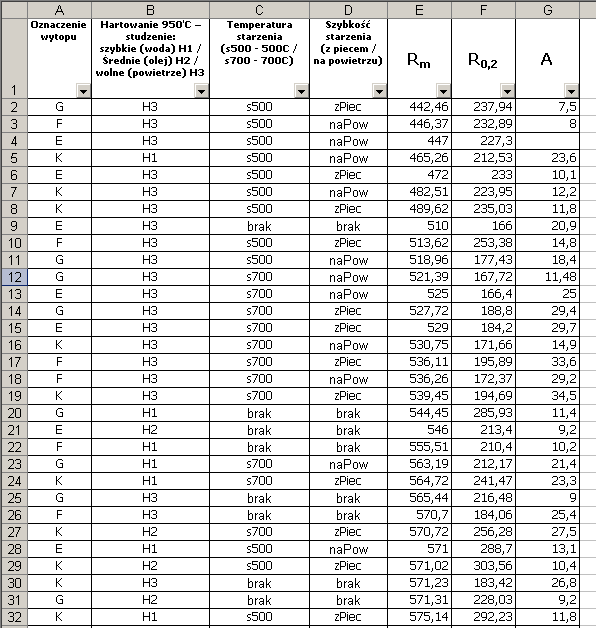 A B C D E F G
1 Oznaczenie wytopu Hartowanie 950'C – studzenie: szybkie (woda) H1 / Średnie (olej) H2 / wolne (powietrze) H3 Temperatura starzenia (s500 - 500C / s700 - 700C) Szybkość starzenia (z piecem / na powietrzu) Rm R0,2 A
2 G H3 s500 zPiec 442,46 237,94 7,5
3 F H3 s500 naPow 446,37 232,89 8
4 E H3 s500 naPow 447 227,3
5 K H1 s500 naPow 465,26 212,53 23,6
6 E H3 s500 zPiec 472 233 10,1
7 K H3 s500 naPow 482,51 223,95 12,2
8 K H3 s500 zPiec 489,62 235,03 11,8
9 E H3 brak brak 510 166 20,9
10 F H3 s500 zPiec 513,62 253,38 14,8
11 G H3 s500 naPow 518,96 177,43 18,4
12 G H3 s700 naPow 521,39 167,72 11,48
13 E H3 s700 naPow 525 166,4 25
14 G H3 s700 zPiec 527,72 188,8 29,4
15 E H3 s700 zPiec 529 184,2 29,7
16 K H3 s700 naPow 530,75 171,66 14,9
17 F H3 s700 zPiec 536,11 195,89 33,6
18 F H3 s700 naPow 536,26 172,37 29,2
19 K H3 s700 zPiec 539,45 194,69 34,5
20 G H1 brak brak 544,45 285,93 11,4
21 E H2 brak brak 546 213,4 9,2
22 F H1 brak brak 555,51 210,4 10,2
23 G H1 s700 naPow 563,19 212,17 21,4
24 K H1 s700 zPiec 564,72 241,47 23,3
25 G H3 brak brak 565,44 216,48 9
26 F H3 brak brak 570,7 184,06 25,4
27 K H2 s700 zPiec 570,72 256,28 27,5
28 E H1 s500 naPow 571 288,7 13,1
29 K H2 s500 zPiec 571,02 303,56 10,4
30 K H3 brak brak 571,23 183,42 26,8
31 G H2 brak brak 571,31 228,03 9,2
32 K H1 s500 zPiec 575,14 292,23 11,8